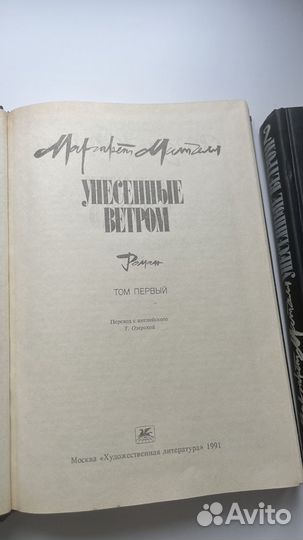 Маргарет Митчелл
УНЕСЕННЫЕ
ВЕТРОМ
Роман
ТОМ ПЕРВЫЙ
Перевод с английского
Т. Озерской
Москва «Художественная литература» 1991
Avito